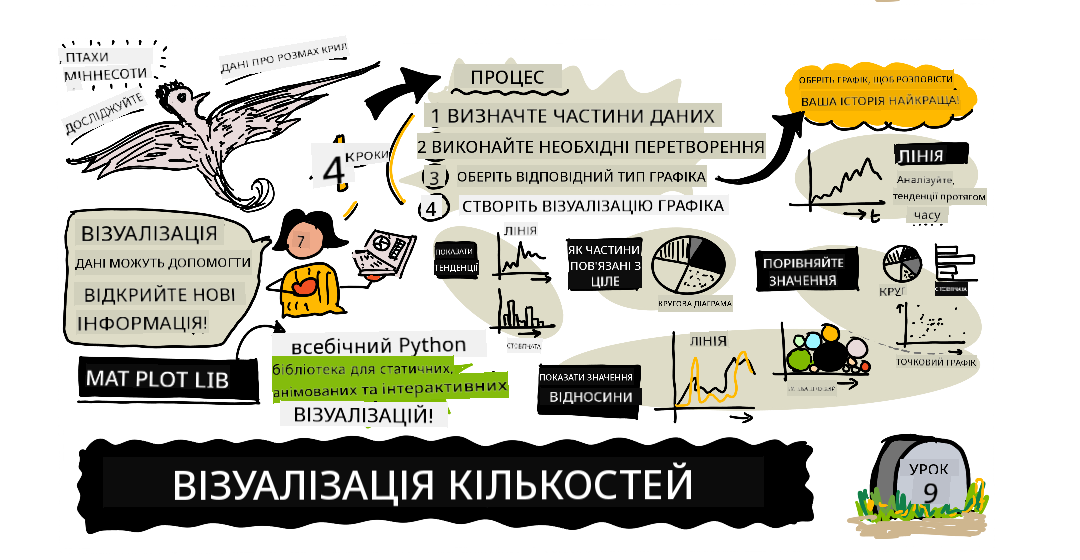 ПТАХИ
МІННЕСОТИ
ДОСЛІДЖУЙТЕ
ДАНІ ПРО РОЗМАХ КРИЛ
4 КРОКИ
ПРОЦЕС
1 ВИЗНАЧТЕ ЧАСТИНИ ДАНИХ
2 ВИКОНАЙТЕ НЕОБХІДНІ ПЕРЕТВОРЕННЯ
3 ОБЕРІТЬ ВІДПОВІДНИЙ ТИП ГРАФІКА
4 СТВОРІТЬ ВІЗУАЛІЗАЦІЮ ГРАФІКА
ОБЕРІТЬ ГРАФІК, ЩОБ РОЗПОВІСТИ
ВАША ІСТОРІЯ НАЙКРАЩА!
ЛІНІЯ
Аналізуйте,
тенденції протягом
часу
t
ВІЗУАЛІЗАЦІЯ
ДАНІ МОЖУТЬ ДОПОМОГТИ
ВІДКРИЙТЕ НОВІ
ІНФОРМАЦІЯ!
7
ПОКАЗАТИ
ТЕНДЕНЦІЇ
ЛІНІЯ
ЯК ЧАСТИНИ
ПОВ'ЯЗАНІ З
ЦІЛЕ
КРУГОВА ДІАГРАМА
ПОРІВНЯЙТЕ
ЗНАЧЕННЯ
КРУГ
ТОЧКОВИЙ ГРАФІК
MAT PLOT LIB
всебічний Python
бібліотека для статичних,
анімованих та інтерактивних
ВІЗУАЛІЗАЦІЙ!
ПОКАЗАТИ ЗНАЧЕННЯ
ВІДНОСИНИ
ЛІНІЯ
ВІЗУАЛІЗАЦІЯ КІЛЬКОСТЕЙ
УРОК
9